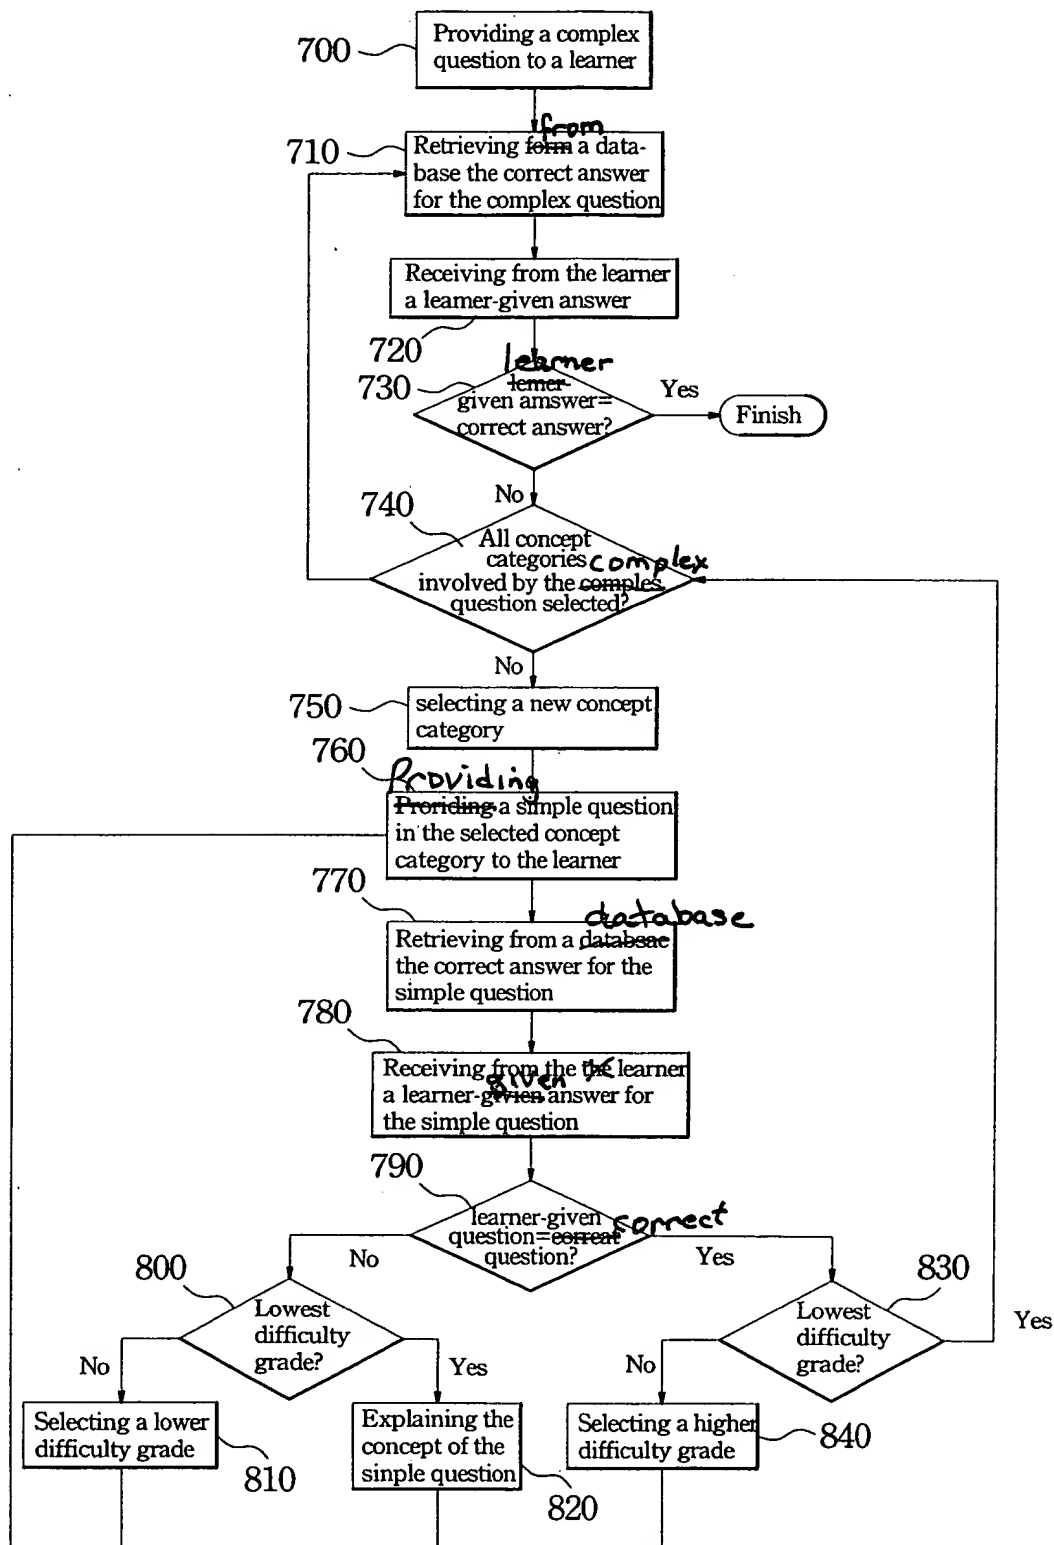 700
Providing a complex
question to a learner
from
710
Retrieving form a data-
base the correct answer
for the complex question
Receiving from the learner
a learner-given answer
720
learner
730
lerner-
given amswer=
correct answer?
Yes
Finish
No
740
All concept
categories complex
involved by the comples
question selected?
No
750
selecting a new concept
category
760
Providing
Proriding a simple question
in the selected concept
category to the learner
770
database
Retrieving from a databsae
the correct answer for the
simple question
780
Receiving from the the learner
given
a learner-givien answer for
the simple question
790
learner-given
correct
question=correat
question?
No
Yes
800
Lowest
difficulty
grade?
830
Lowest
difficulty
grade?
Yes
No
Yes
No
Selecting a lower
difficulty grade
810
Explaining the
concept of the
sinple question
820
Selecting a higher
difficulty grade
840